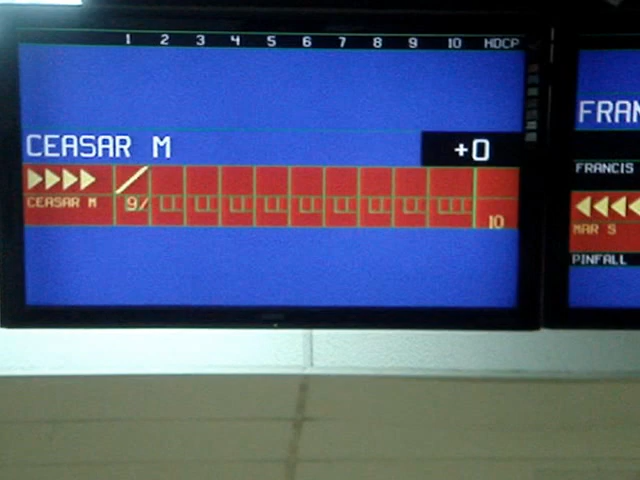 1 2 3 4 5 6 7 8 9 10 HDCP
CEASAR M +0
CEASAR M 9/ 10
FRAN
FRANCIS
MAR S
PINFALL